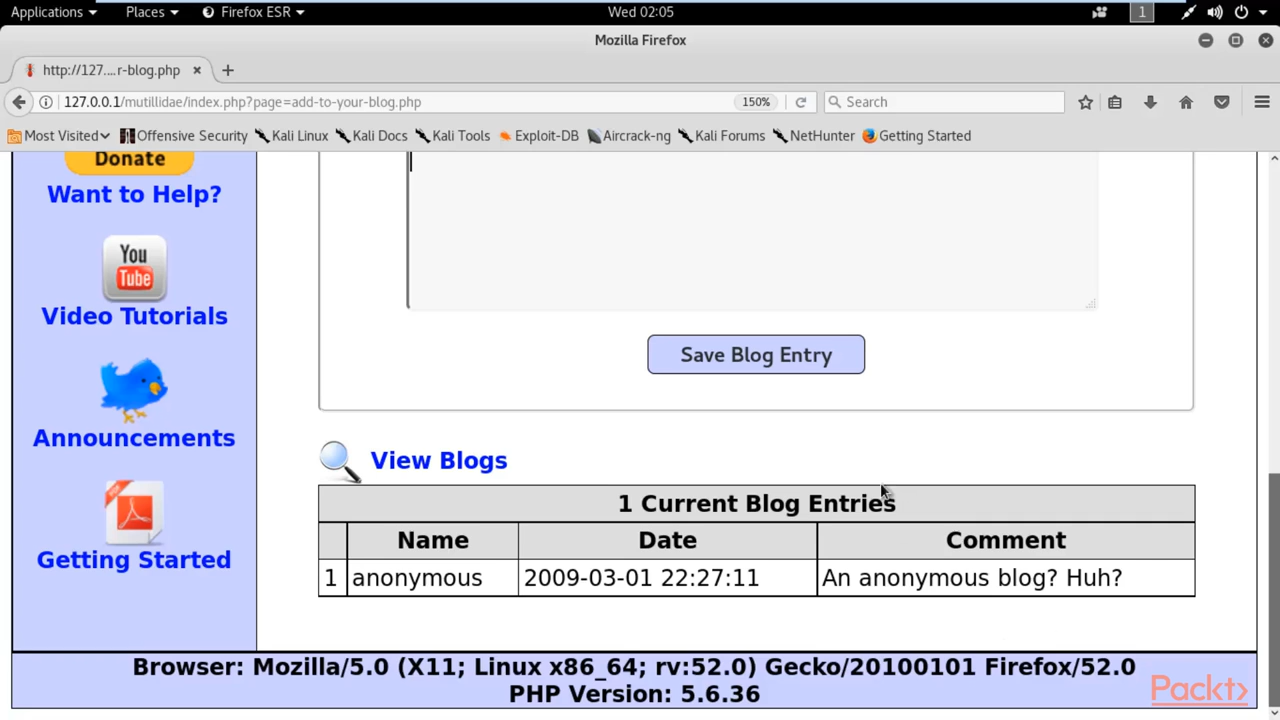 Applications Places Firefox ESR Wed 02:05 1
Mozilla Firefox
http://127....r-blog.php
127.0.0.1/mutillidae/index.php?page=add-to-your-blog.php 150% Search
Most Visited Offensive Security Kali Linux Kali Docs Kali Tools Exploit-DB Aircrack-ng Kali Forums NetHunter Getting Started
Donate
Want to Help?
You
Tube
Video Tutorials
Announcements
Getting Started
Save Blog Entry
View Blogs
1 Current Blog Entries
Name Date Comment
1 anonymous 2009-03-01 22:27:11 An anonymous blog? Huh?
Browser: Mozilla/5.0 (X11; Linux x86_64; rv:52.0) Gecko/20100101 Firefox/52.0
PHP Version: 5.6.36
Packt>